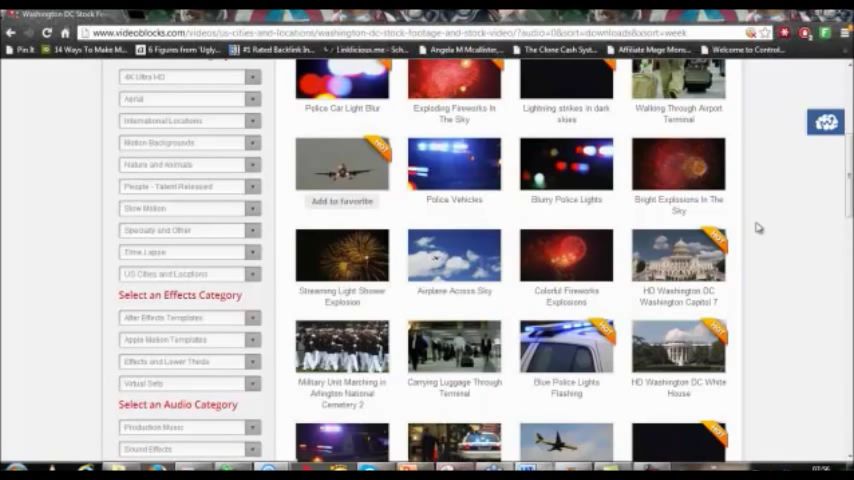 Washington DC Stock F
www.videoblocks.com/videos/us-cities-and-locations/washington-dc-stock-footage-and-stock-video/?audio=0&sort=downloads&xsort=week
Pin It
14 Ways To Make M...
6 Figures from 'Ugly...
#1 Rated Backlink In...
Linklicious.me - Sch...
Angela M Mcallister...
The Clone Cash Syst...
Affiliate Mage Mons...
Welcome to Control...
4K Ultra HD
Aerial
International Locations
Motion Backgrounds
Nature and Animals
People - Talent Released
Slow Motion
Specialty and Other
Time Lapse
US Cities and Locations
Select an Effects Category
After Effects Templates
Apple Motion Templates
Effects and Lower Thirds
Virtual Sets
Select an Audio Category
Production Music
Sound Effects
Police Car Light Blur
Exploding Fireworks In
The Sky
Lightning strikes in dark
skies
Walking Through Airport
Terminal
HOT
Add to favorite
Police Vehicles
Blurry Police Lights
Bright Explosions In The
Sky
Streaming Light Shower
Explosion
Airplane Across Sky
Colorful Fireworks
Explosions
HOT
HD Washington DC
Washington Capitol 7
Military Unit Marching in
Arlington National
Cemetery 2
Carrying Luggage Through
Terminal
HOT
Blue Police Lights
Flashing
HOT
HD Washington DC White
House
HOT
07:56